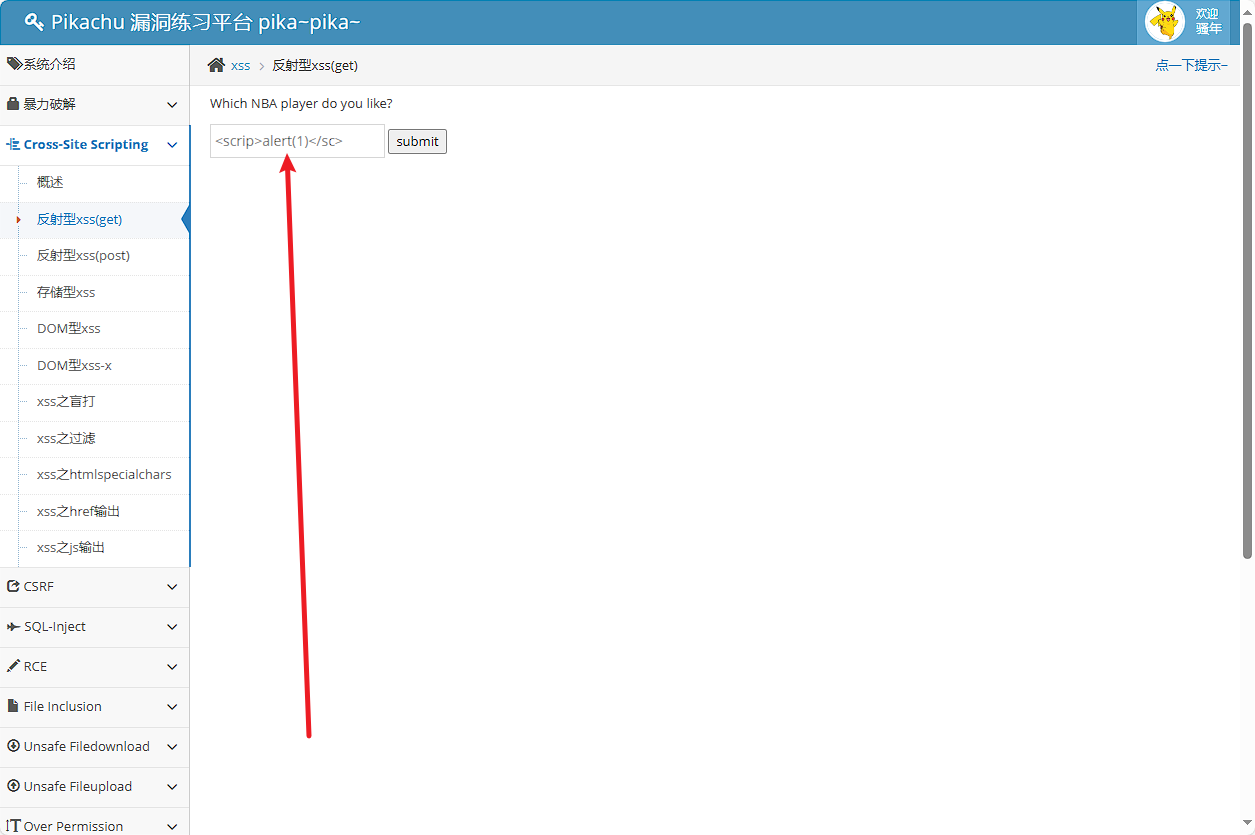 Pikachu 漏洞练习平台 pika~pika~
欢迎
骚年
系统介绍
暴力破解
Cross-Site Scripting
概述
反射型xss(get)
反射型xss(post)
存储型xss
DOM型xss
DOM型xss-x
xss之盲打
xss之过滤
xss之htmlspecialchars
xss之href输出
xss之js输出
CSRF
SQL-Inject
RCE
File Inclusion
Unsafe Filedownload
Unsafe Fileupload
Over Permission
xss > 反射型xss(get)
点一下提示~
Which NBA player do you like?
<scrip>alert(1)</sc> submit